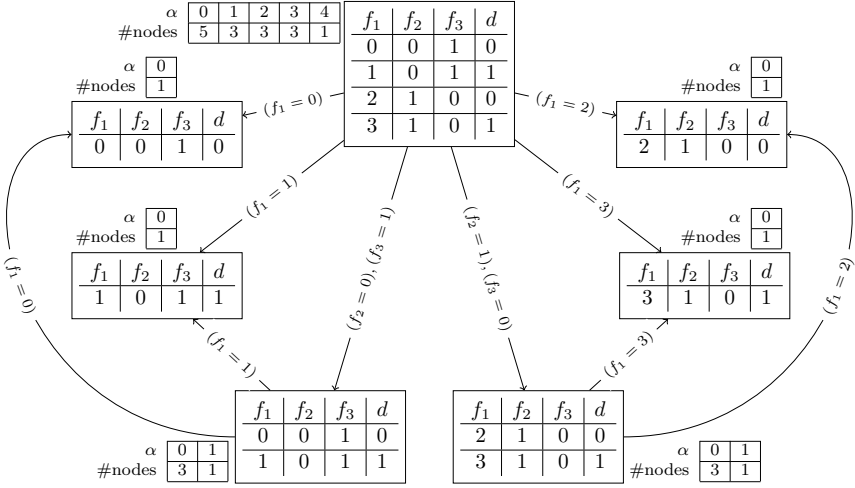 α 0 1 2 3 4
#nodes 5 3 3 3 1
f1 f2 f3 d
0 0 1 0
1 0 1 1
2 1 0 0
3 1 0 1
α 0
#nodes 1
f1 f2 f3 d
0 0 1 0
(f1 = 0)
(f1 = 2)
α 0
#nodes 1
f1 f2 f3 d
2 1 0 0
(f1 = 1)
(f1 = 3)
α 0
#nodes 1
f1 f2 f3 d
1 0 1 1
(f2 = 0), (f3 = 1)
(f2 = 1), (f3 = 0)
α 0
#nodes 1
f1 f2 f3 d
3 1 0 1
(f1 = 0)
(f1 = 1)
(f1 = 3)
(f1 = 2)
f1 f2 f3 d
0 0 1 0
1 0 1 1
α 0 1
#nodes 3 1
f1 f2 f3 d
2 1 0 0
3 1 0 1
α 0 1
#nodes 3 1